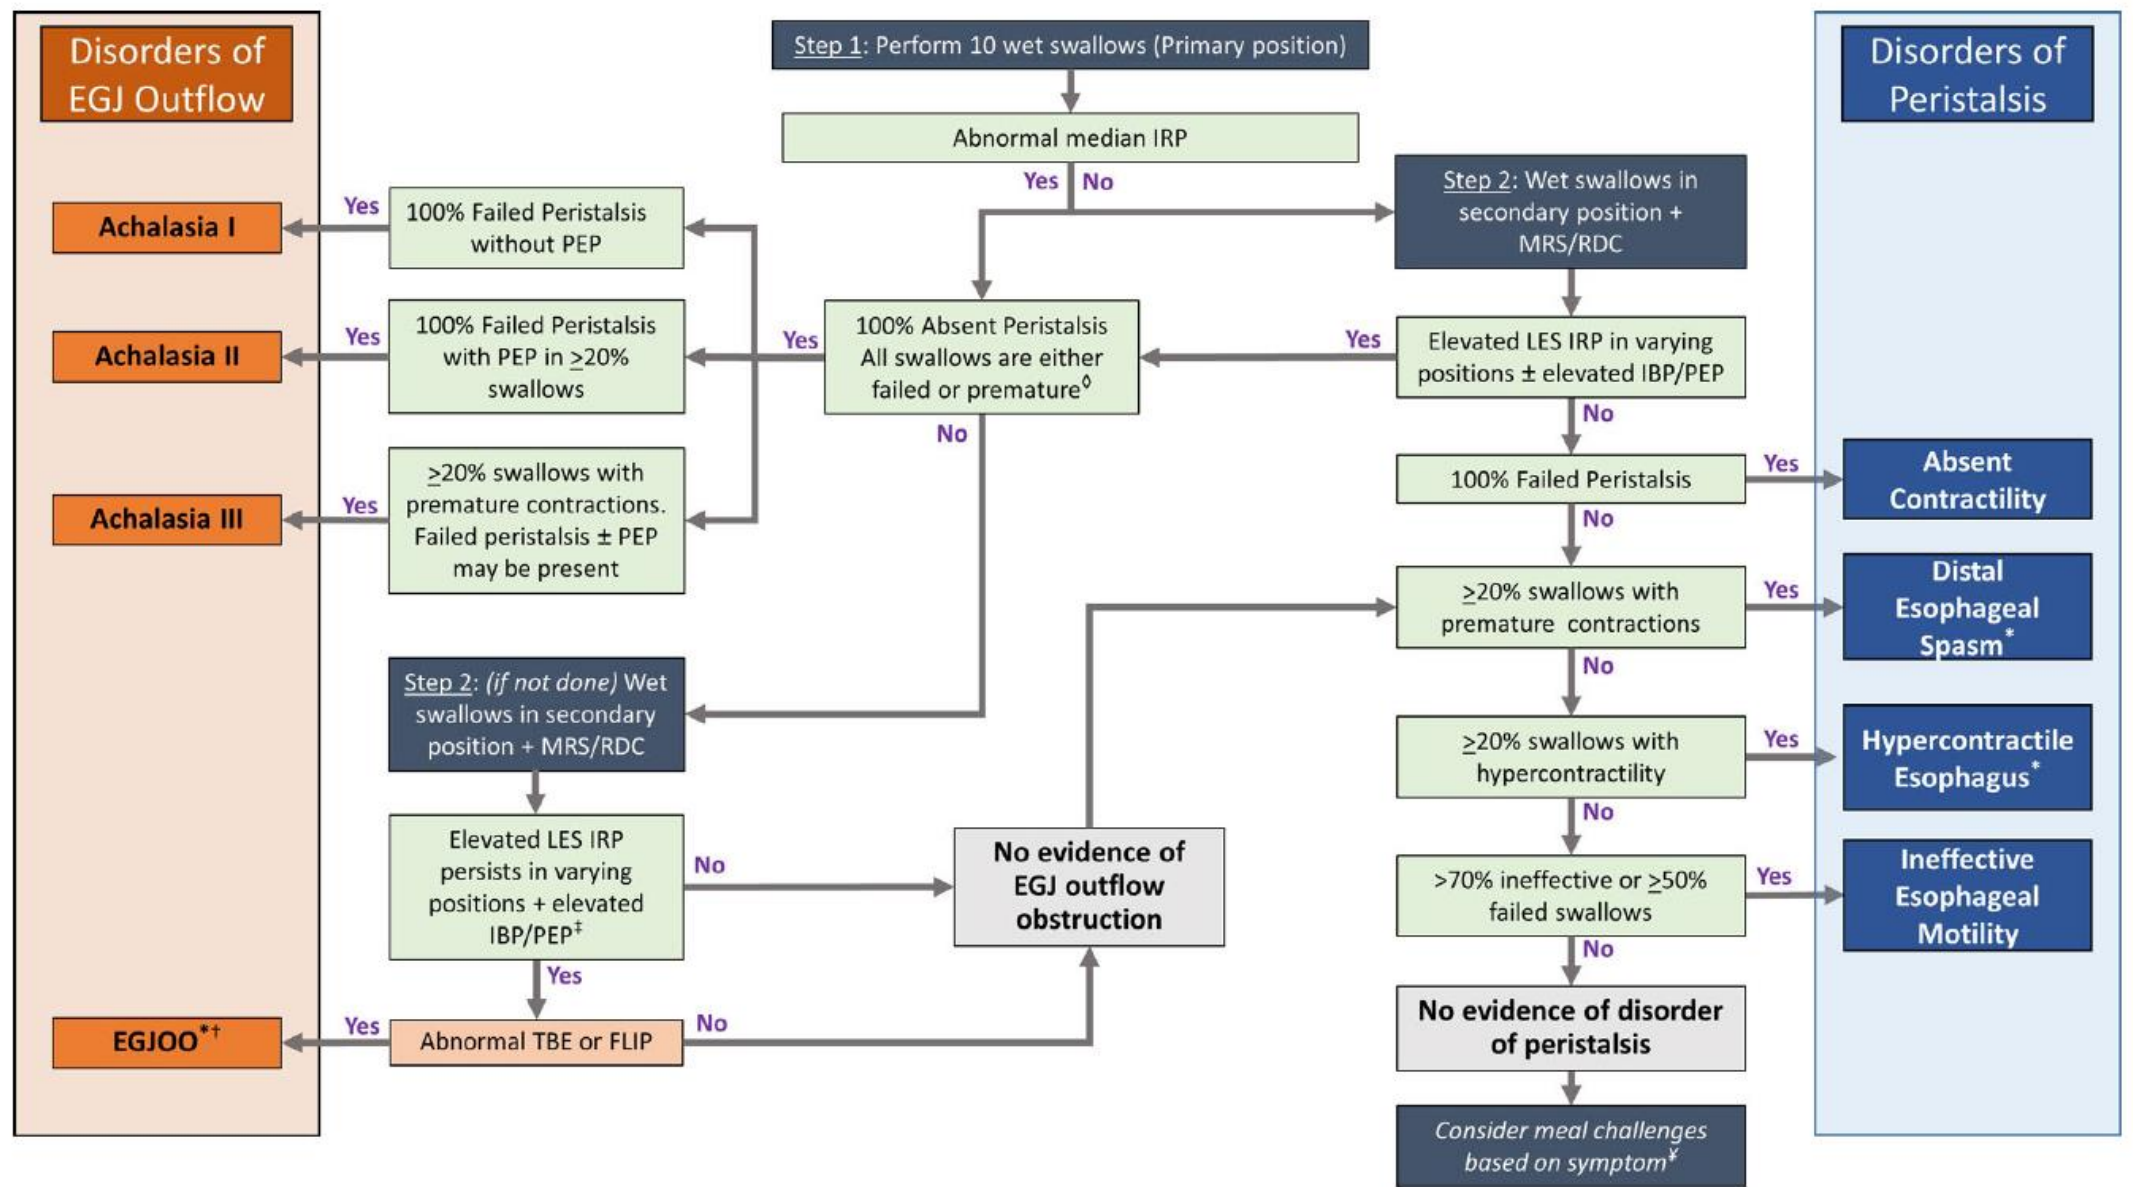 Disorders of
EGJ Outflow
Step 1: Perform 10 wet swallows (Primary position)
Disorders of
Peristalsis
Abnormal median IRP
Yes
No
Step 2: Wet swallows in
secondary position +
MRS/RDC
Achalasia I
Yes
100% Failed Peristalsis
without PEP
Achalasia II
Yes
100% Failed Peristalsis
with PEP in ≥20%
swallows
Yes
100% Absent Peristalsis
All swallows are either
failed or premature◊
Yes
Elevated LES IRP in varying
positions ± elevated IBP/PEP
No
No
100% Failed Peristalsis
Yes
Absent
Contractility
Achalasia III
Yes
≥20% swallows with
premature contractions.
Failed peristalsis ± PEP
may be present
No
≥20% swallows with
premature contractions
Yes
Distal
Esophageal
Spasm*
No
Step 2: (if not done) Wet
swallows in secondary
position + MRS/RDC
≥20% swallows with
hypercontractility
Yes
Hypercontractile
Esophagus*
No
Elevated LES IRP
persists in varying
positions + elevated
IBP/PEP‡
No
No evidence of
EGJ outflow
obstruction
>70% ineffective or ≥50%
failed swallows
Yes
Ineffective
Esophageal
Motility
No
Yes
EGJOO*†
Yes
Abnormal TBE or FLIP
No
No evidence of disorder
of peristalsis
Consider meal challenges
based on symptom¥